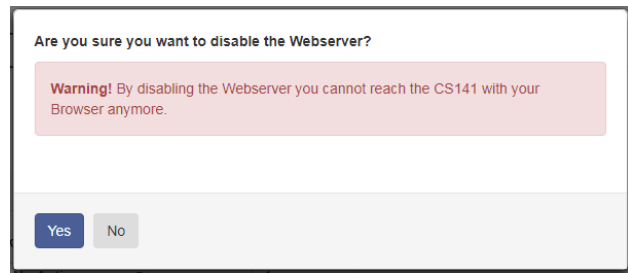 Are you sure you want to disable the Webserver?
Warning! By disabling the Webserver you cannot reach the CS141 with your
Browser anymore.
Yes No